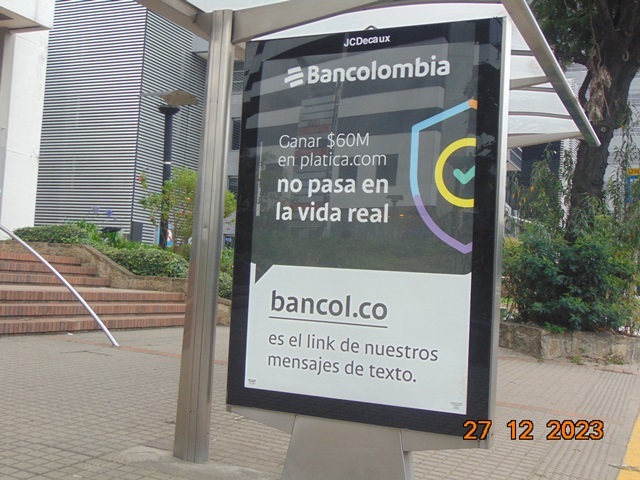 JCDecaux
Bancolombia
Ganar $60M
en platica.com
no pasa en
la vida real
bancol.co
es el link de nuestros
mensajes de texto.
27 12 2023